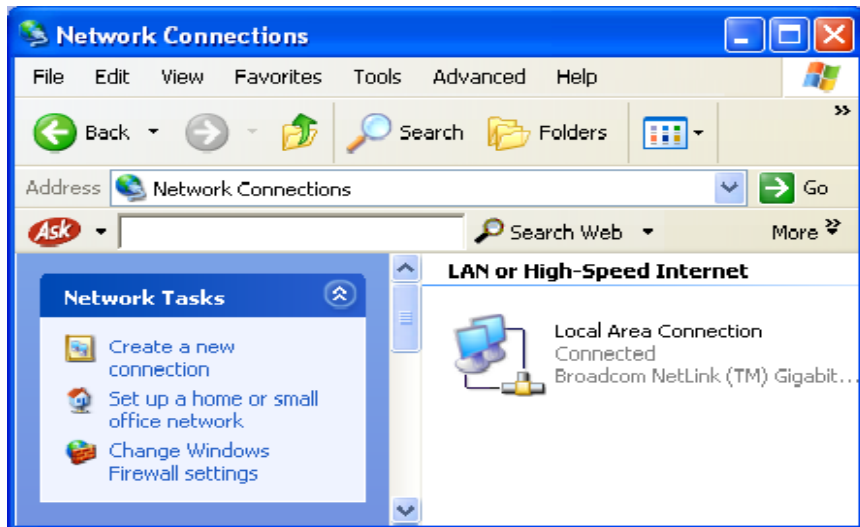 Network Connections
File Edit View Favorites Tools Advanced Help
Back Search Folders »
Address Network Connections Go
Ask Search Web More »
Network Tasks
Create a new
connection
Set up a home or small
office network
Change Windows
Firewall settings
LAN or High-Speed Internet
Local Area Connection
Connected
Broadcom NetLink (TM) Gigabit...